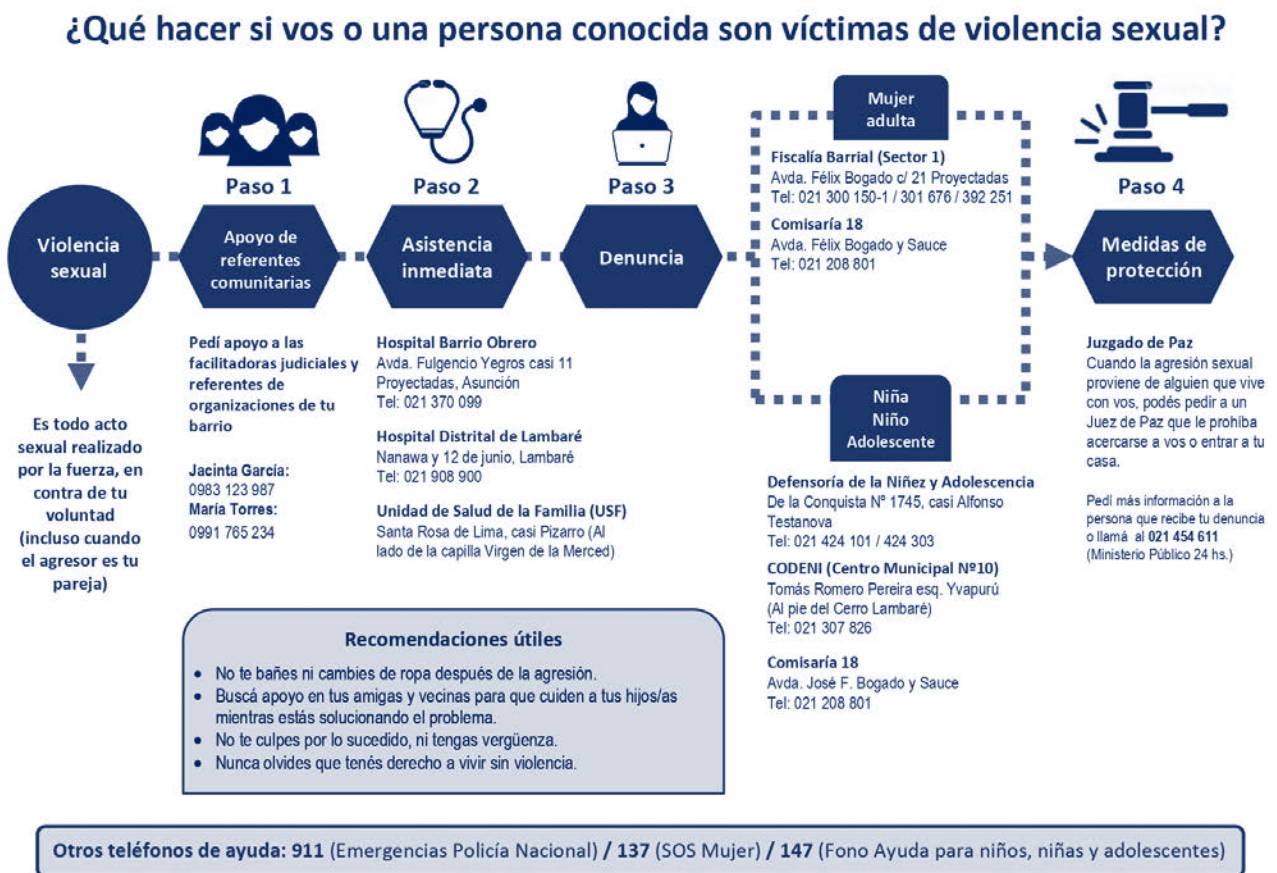 ¿Qué hacer si vos o una persona conocida son víctimas de violencia sexual?
Violencia
sexual
Es todo acto
sexual realizado
por la fuerza, en
contra de tu
voluntad
(incluso cuando
el agresor es tu
pareja)
Paso 1
Apoyo de
referentes
comunitarias
Pedí apoyo a las
facilitadoras judiciales y
referentes de
organizaciones de tu
barrio
Jacinta García:
0983 123 987
María Torres:
0991 765 234
Paso 2
Asistencia
inmediata
Hospital Barrio Obrero
Avda. Fulgencio Yegros casi 11
Proyectadas, Asunción
Tel: 021 370 099
Hospital Distrital de Lambaré
Nanawa y 12 de junio, Lambaré
Tel: 021 908 900
Unidad de Salud de la Familia (USF)
Santa Rosa de Lima, casi Pizarro (Al
lado de la capilla Virgen de la Merced)
Paso 3
Denuncia
Mujer
adulta
Fiscalía Barrial (Sector 1)
Avda. Félix Bogado c/ 21 Proyectadas
Tel: 021 300 150-1 / 301 676 / 392 251
Comisaría 18
Avda. Félix Bogado y Sauce
Tel: 021 208 801
Niña
Niño
Adolescente
Defensoría de la Niñez y Adolescencia
De la Conquista Nº 1745, casi Alfonso
Testanova
Tel: 021 424 101 / 424 303
CODENI (Centro Municipal Nº10)
Tomás Romero Pereira esq. Yvapurú
(Al pie del Cerro Lambaré)
Tel: 021 307 826
Comisaría 18
Avda. José F. Bogado y Sauce
Tel: 021 208 801
Paso 4
Medidas de
protección
Juzgado de Paz
Cuando la agresión sexual
proviene de alguien que vive
con vos, podés pedir a un
Juez de Paz que le prohíba
acercarse a vos o entrar a tu
casa.
Pedí más información a la
persona que recibe tu denuncia
o llamá al 021 454 611
(Ministerio Público 24 hs.)
Recomendaciones útiles
• No te bañes ni cambies de ropa después de la agresión.
• Buscá apoyo en tus amigas y vecinas para que cuiden a tus hijos/as
mientras estás solucionando el problema.
• No te culpes por lo sucedido, ni tengas vergüenza.
• Nunca olvides que tenés derecho a vivir sin violencia.
Otros teléfonos de ayuda: 911 (Emergencias Policía Nacional) / 137 (SOS Mujer) / 147 (Fono Ayuda para niños, niñas y adolescentes)